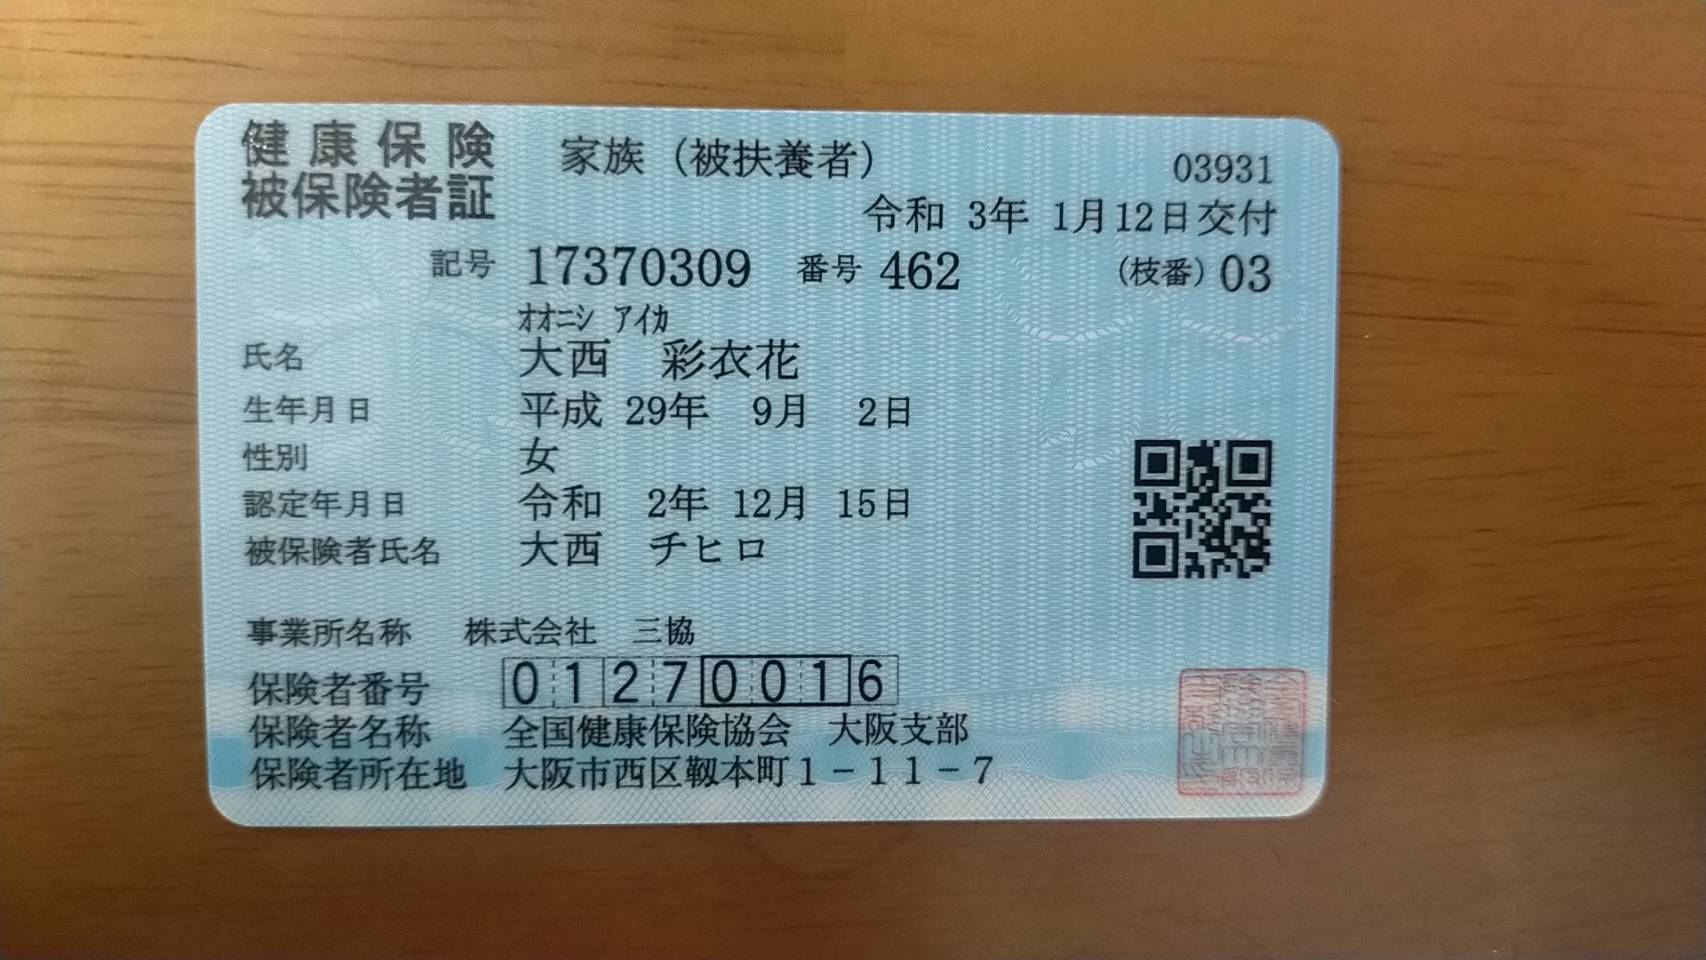 健康保険 家族（被扶養者） 03931
被保険者証 令和 3年 1月12日交付
記号 17370309 番号 462 (枝番) 03
ｵｵﾆｼ ｱｲｶ
氏名 大西 彩衣花
生年月日 平成 29年 9月 2日
性別 女
認定年月日 令和 2年 12月 15日
被保険者氏名 大西 チヒロ
事業所名称 株式会社 三協
保険者番号 01270016
保険者名称 全国健康保険協会 大阪支部
保険者所在地 大阪市西区靱本町1－11－7